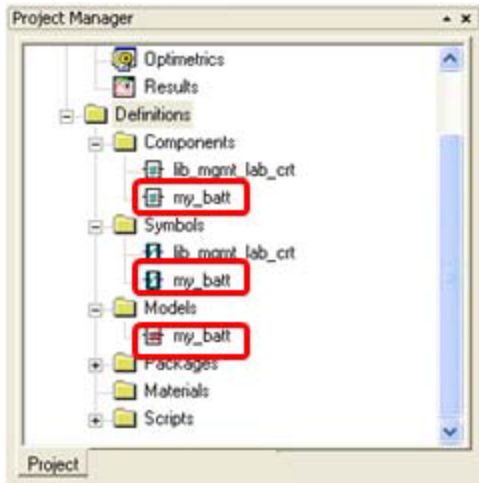 Project Manager
Optimetrics
Results
Definitions
Components
lib_mgmt_lab_crt
my_batt
Symbols
lib_mgmt_lab_crt
my_batt
Models
my_batt
Packages
Materials
Scripts
Project